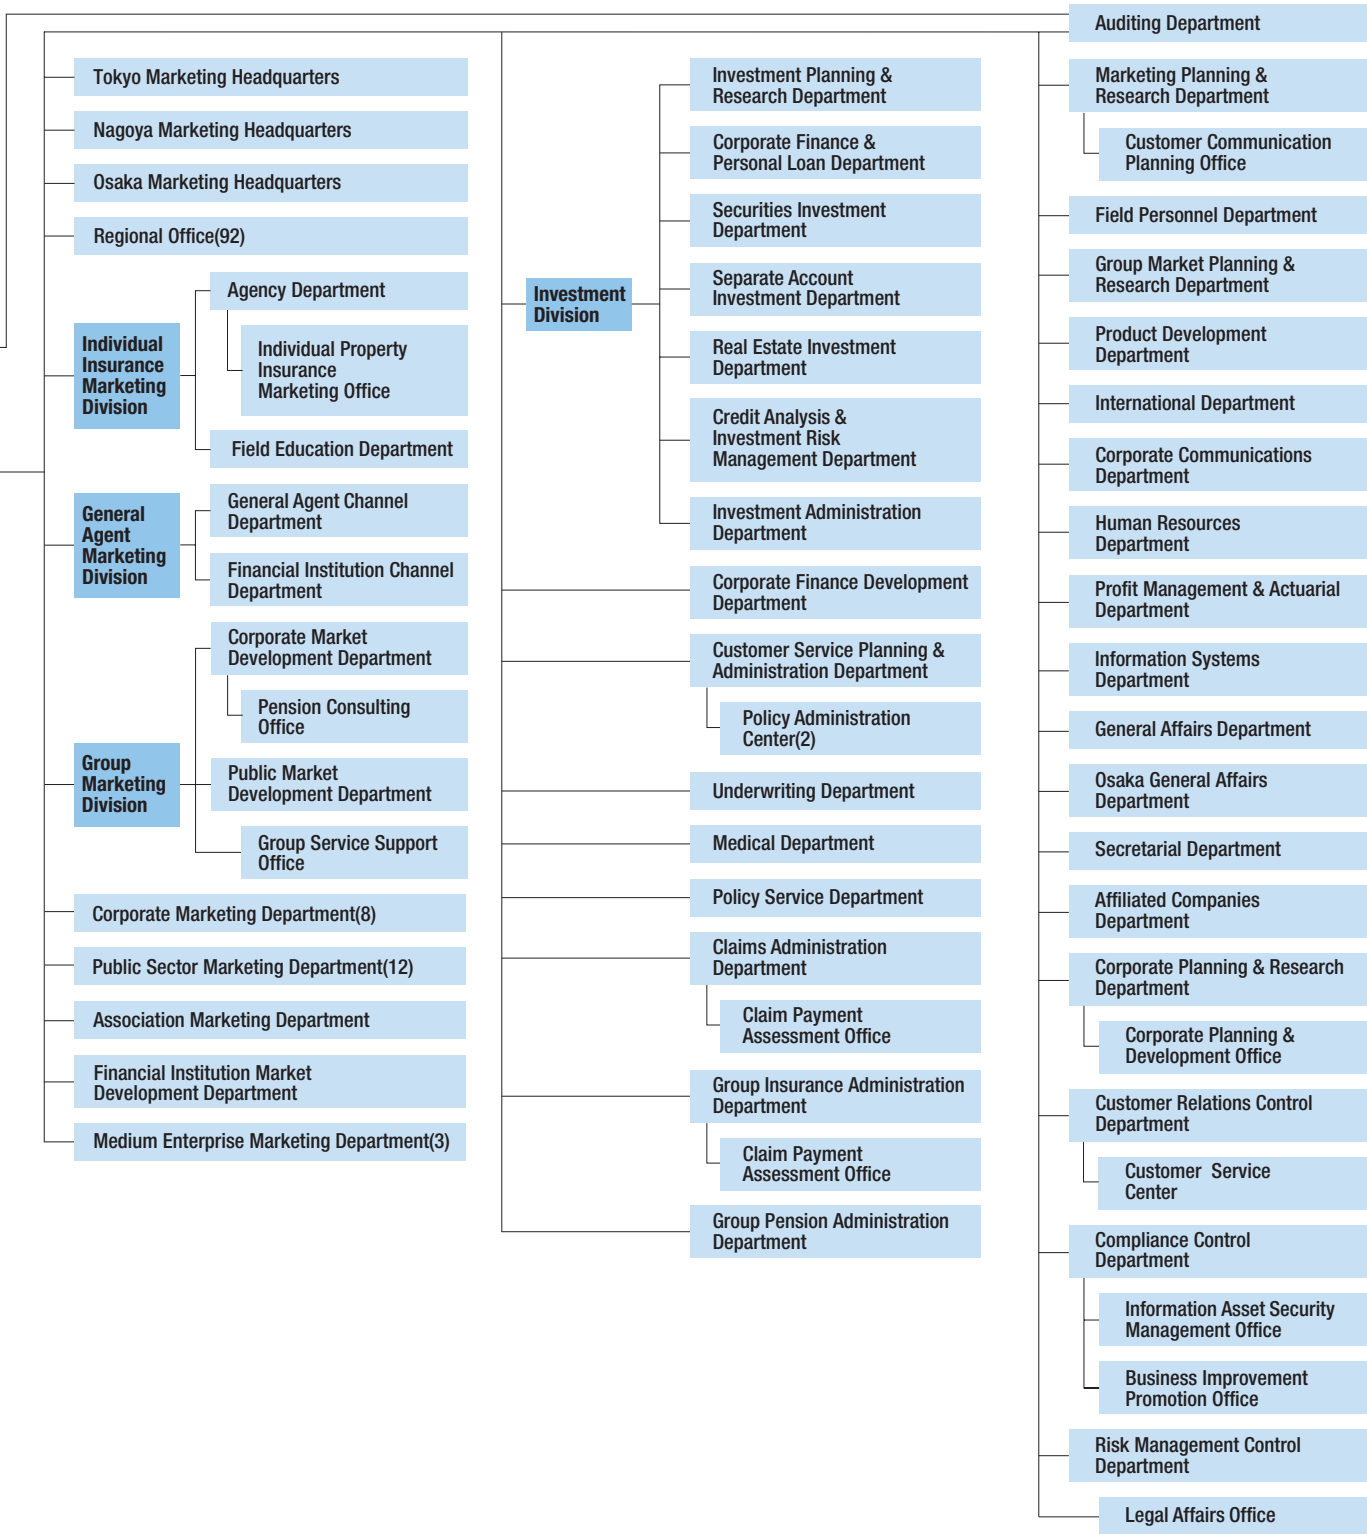 Tokyo Marketing Headquarters
Nagoya Marketing Headquarters
Osaka Marketing Headquarters
Regional Office(92)
Individual
Insurance
Marketing
Division
Agency Department
Individual Property
Insurance
Marketing Office
Field Education Department
General
Agent
Marketing
Division
General Agent Channel
Department
Financial Institution Channel
Department
Group
Marketing
Division
Corporate Market
Development Department
Pension Consulting
Office
Public Market
Development Department
Group Service Support
Office
Corporate Marketing Department(8)
Public Sector Marketing Department(12)
Association Marketing Department
Financial Institution Market
Development Department
Medium Enterprise Marketing Department(3)
Investment
Division
Investment Planning &
Research Department
Corporate Finance &
Personal Loan Department
Securities Investment
Department
Separate Account
Investment Department
Real Estate Investment
Department
Credit Analysis &
Investment Risk
Management Department
Investment Administration
Department
Corporate Finance Development
Department
Customer Service Planning &
Administration Department
Policy Administration
Center(2)
Underwriting Department
Medical Department
Policy Service Department
Claims Administration
Department
Claim Payment
Assessment Office
Group Insurance Administration
Department
Claim Payment
Assessment Office
Group Pension Administration
Department
Auditing Department
Marketing Planning &
Research Department
Customer Communication
Planning Office
Field Personnel Department
Group Market Planning &
Research Department
Product Development
Department
International Department
Corporate Communications
Department
Human Resources
Department
Profit Management & Actuarial
Department
Information Systems
Department
General Affairs Department
Osaka General Affairs
Department
Secretarial Department
Affiliated Companies
Department
Corporate Planning & Research
Department
Corporate Planning &
Development Office
Customer Relations Control
Department
Customer Service
Center
Compliance Control
Department
Information Asset Security
Management Office
Business Improvement
Promotion Office
Risk Management Control
Department
Legal Affairs Office